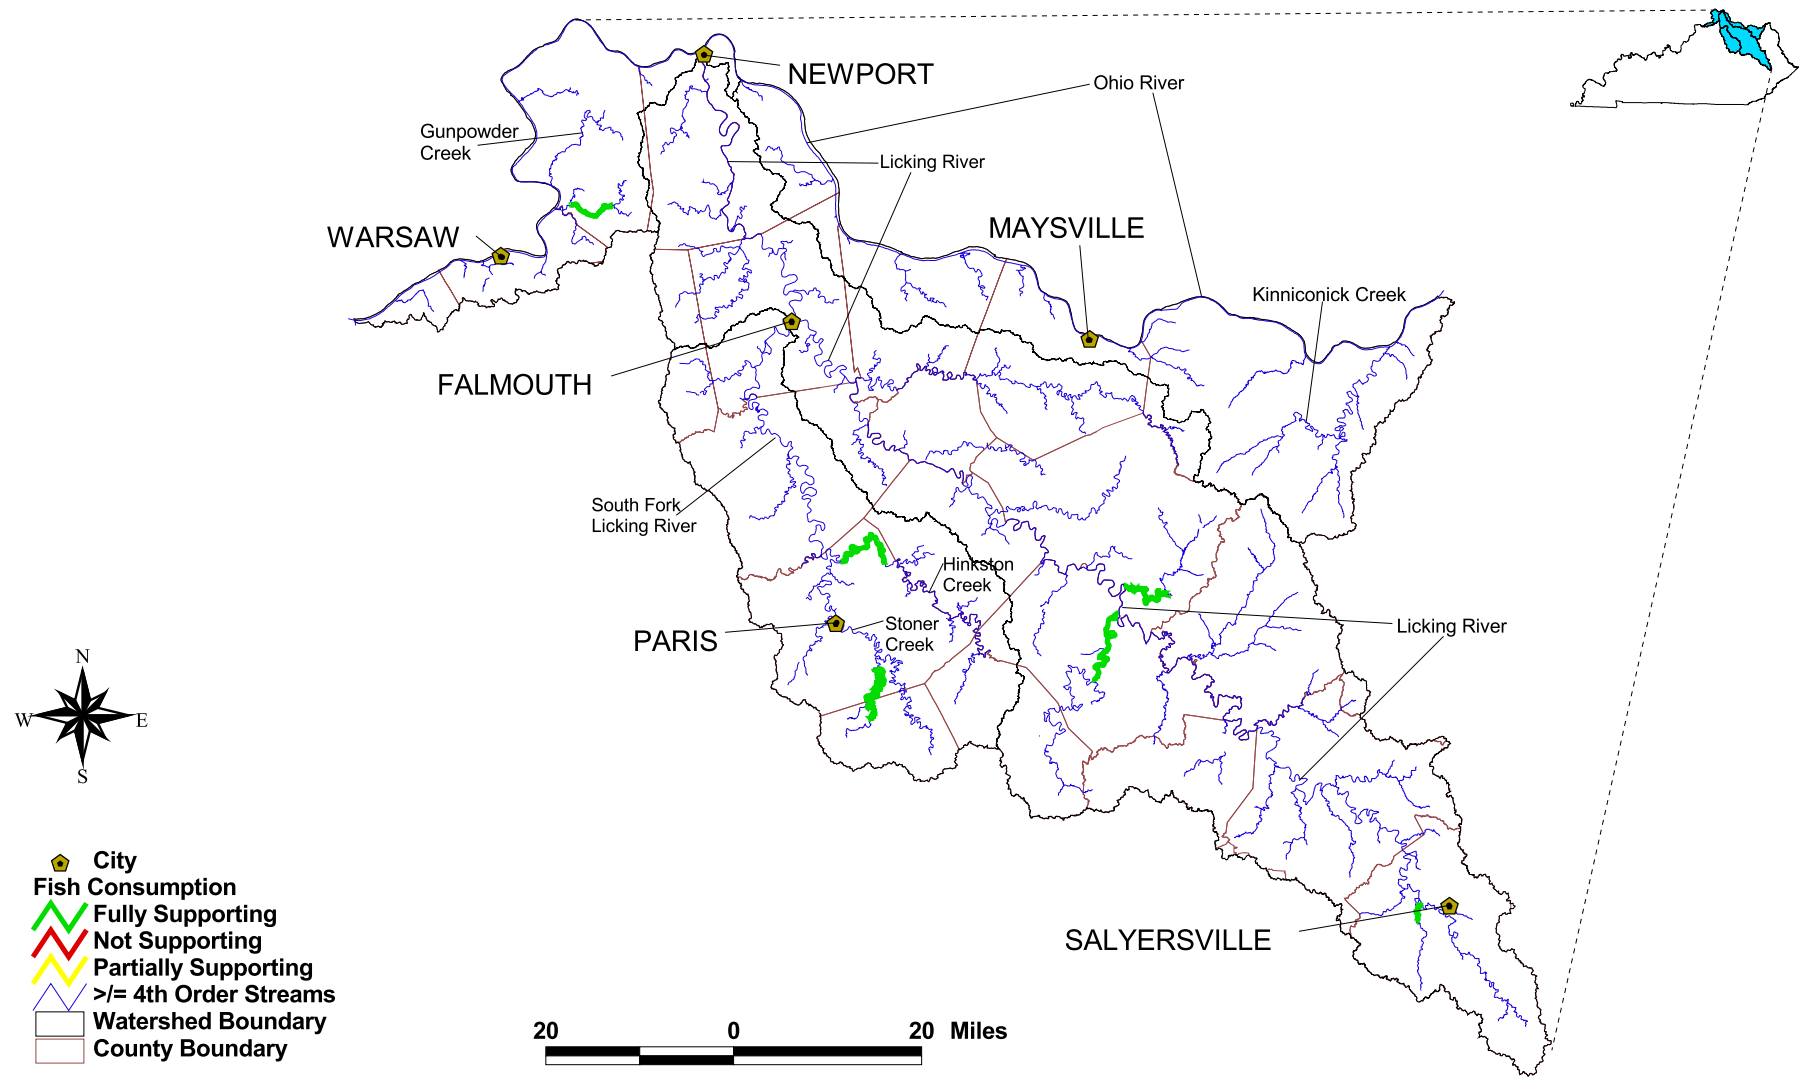 NEWPORT
Ohio River
Gunpowder
Creek
Licking River
WARSAW
MAYSVILLE
Kinniconick Creek
FALMOUTH
South Fork
Licking River
Hinkston
Creek
PARIS
Stoner
Creek
Licking River
N
W
E
S
SALYERSVILLE
City
Fish Consumption
Fully Supporting
Not Supporting
Partially Supporting
>/= 4th Order Streams
Watershed Boundary
County Boundary
20 0 20 Miles